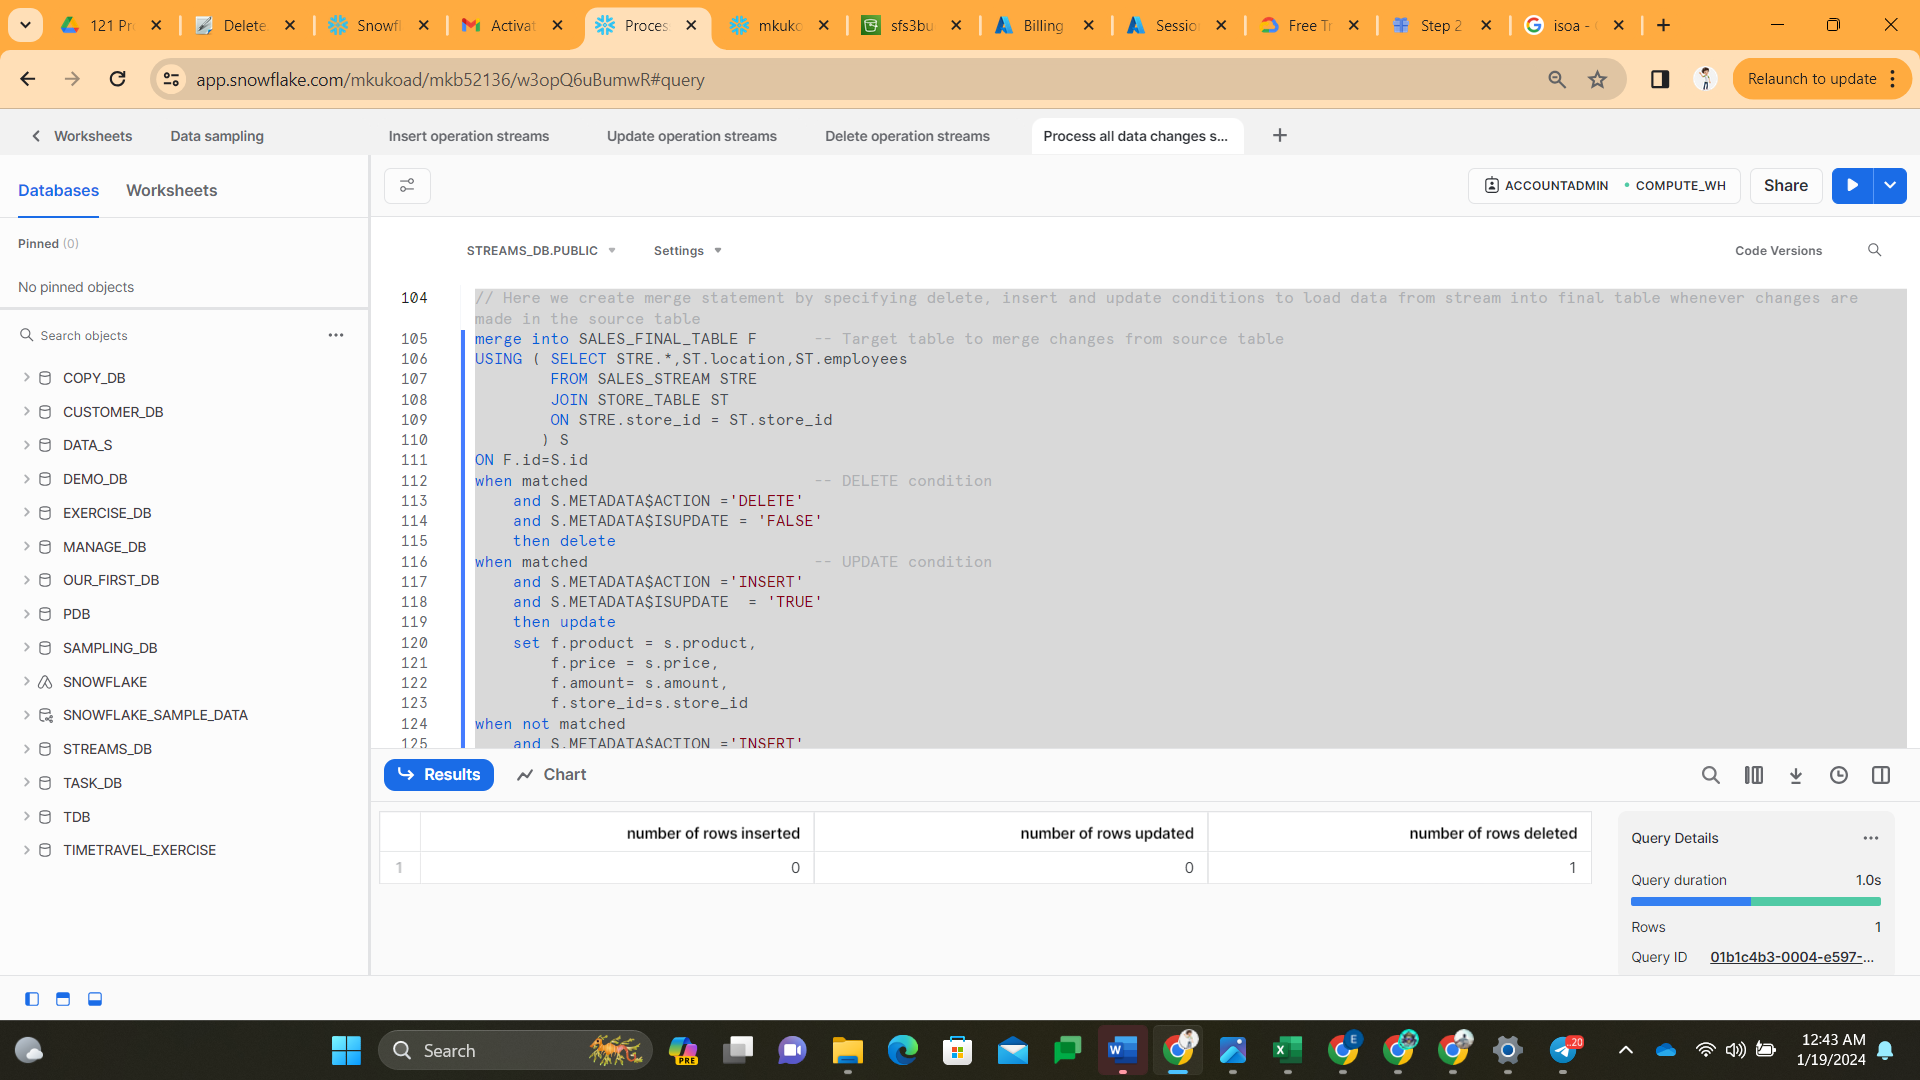 121 Pr
Delete
Snowfl
Activat
Proces
mkuko
sfs3bu
Billing
Sessio
Free Tr
Step 2
isoa -
app.snowflake.com/mkukoad/mkb52136/w3opQ6uBumwR#query
Relaunch to update
Worksheets
Data sampling
Insert operation streams
Update operation streams
Delete operation streams
Process all data changes s...
Databases
Worksheets
ACCOUNTADMIN
COMPUTE_WH
Share
Pinned (0)
No pinned objects
Search objects
COPY_DB
CUSTOMER_DB
DATA_S
DEMO_DB
EXERCISE_DB
MANAGE_DB
OUR_FIRST_DB
PDB
SAMPLING_DB
SNOWFLAKE
SNOWFLAKE_SAMPLE_DATA
STREAMS_DB
TASK_DB
TDB
TIMETRAVEL_EXERCISE
STREAMS_DB.PUBLIC
Settings
Code Versions
104 // Here we create merge statement by specifying delete, insert and update conditions to load data from stream into final table whenever changes are
made in the source table
105 merge into SALES_FINAL_TABLE F -- Target table to merge changes from source table
106 USING ( SELECT STRE.*,ST.location,ST.employees
107 FROM SALES_STREAM STRE
108 JOIN STORE_TABLE ST
109 ON STRE.store_id = ST.store_id
110 ) S
111 ON F.id=S.id
112 when matched -- DELETE condition
113 and S.METADATA$ACTION ='DELETE'
114 and S.METADATA$ISUPDATE = 'FALSE'
115 then delete
116 when matched -- UPDATE condition
117 and S.METADATA$ACTION ='INSERT'
118 and S.METADATA$ISUPDATE = 'TRUE'
119 then update
120 set f.product = s.product,
121 f.price = s.price,
122 f.amount= s.amount,
123 f.store_id=s.store_id
124 when not matched
125 and S.METADATA$ACTION ='INSERT'
Results
Chart
number of rows inserted
number of rows updated
number of rows deleted
1 0 0 1
Query Details
Query duration 1.0s
Rows 1
Query ID 01b1c4b3-0004-e597-...
Search
PRE
E
20
12:43 AM
1/19/2024